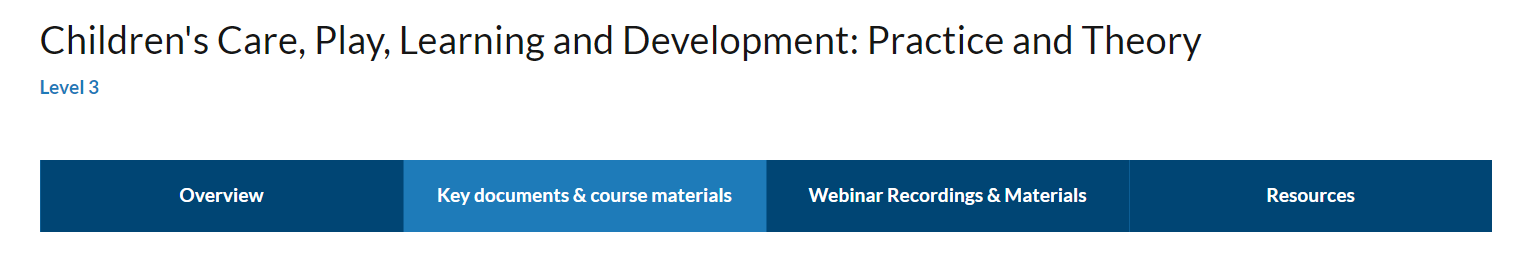 Children's Care, Play, Learning and Development: Practice and Theory
Level 3
Overview
Key documents & course materials
Webinar Recordings & Materials
Resources